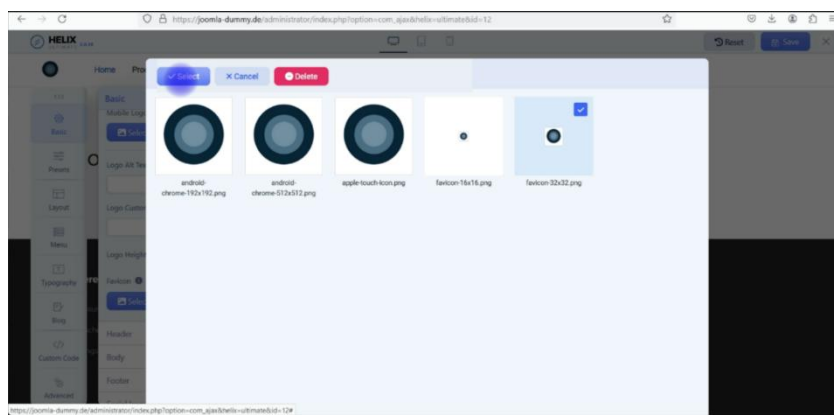 https://joomla-dummy.de/administrator/index.php?option=com_ajax&helix=ultimate&id=12
HELIX
Reset
Save
Home
Select
Cancel
Delete
Basic
Mobile Logo
Basic
Presets
Logo Alt Text
android-
chrome-192x192.png
android-
chrome-512x512.png
apple-touch-icon.png
favicon-16x16.png
favicon-32x32.png
Layout
Logo Custom
Menu
Logo Height
Typography
Favicon
Blog
Header
Custom Code
Body
Footer
Advanced
https://joomla-dummy.de/administrator/index.php?option=com_ajax&helix=ultimate&id=12#